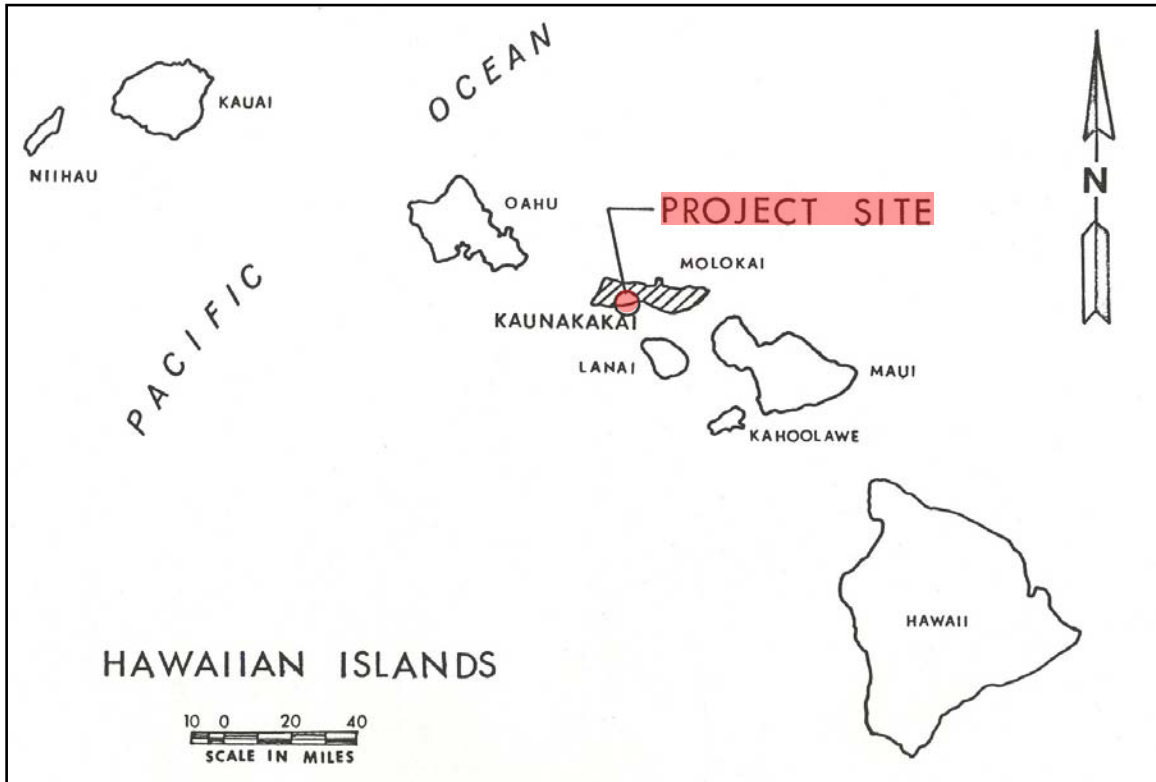 OCEAN
KAUAI
NIIHAU
N
OAHU
PROJECT SITE
MOLOKAI
PACIFIC
KAUNAKAKAI
LANAI
MAUI
KAHOOLAWE
HAWAII
HAWAIIAN ISLANDS
10 0 20 40
SCALE IN MILES